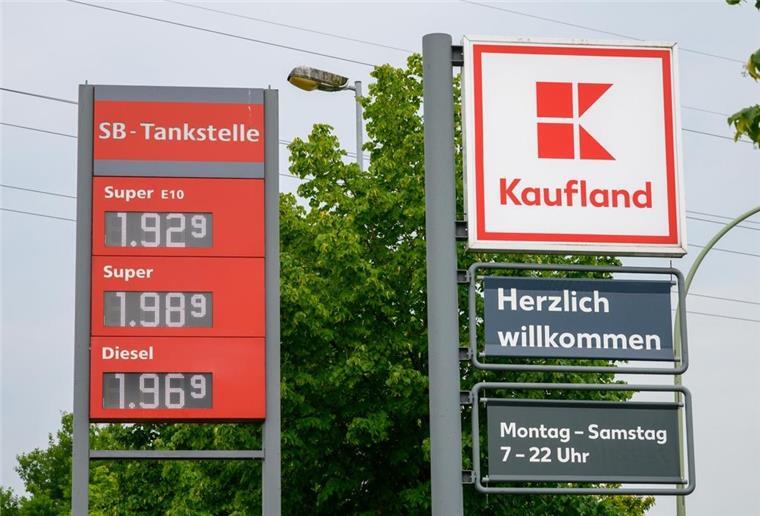 SB-Tankstelle
Super E10
1.929
Super
1.989
Diesel
1.969
Kaufland
Herzlich
willkommen
Montag – Samstag
7 – 22 Uhr